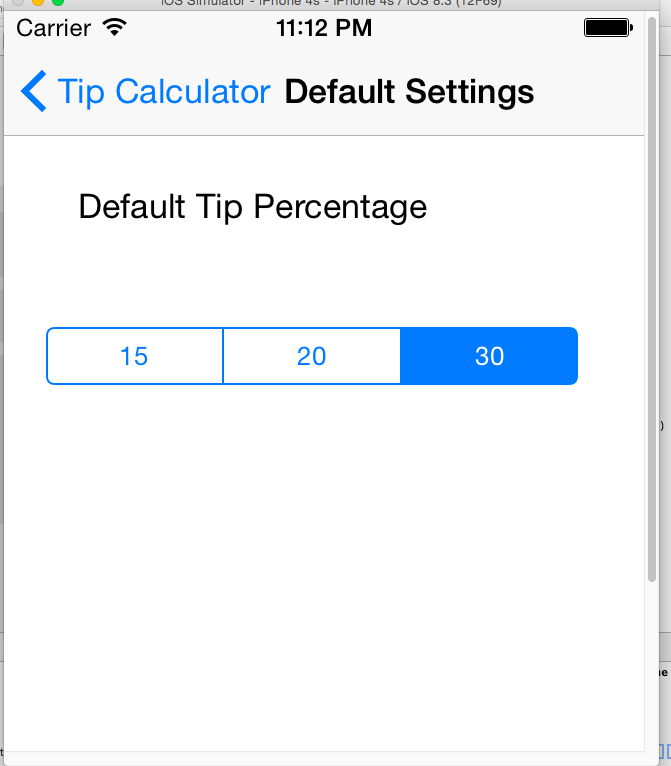 iOS Simulator - iPhone 4s - iPhone 4s / iOS 8.3 (12F69)
Carrier 11:12 PM
Tip Calculator Default Settings
Default Tip Percentage
15 20 30
)